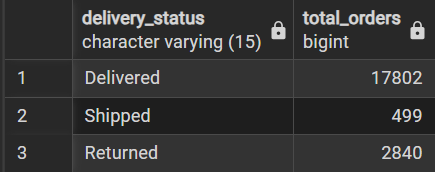 delivery_status total_orders
character varying (15) bigint
1 Delivered 17802
2 Shipped 499
3 Returned 2840